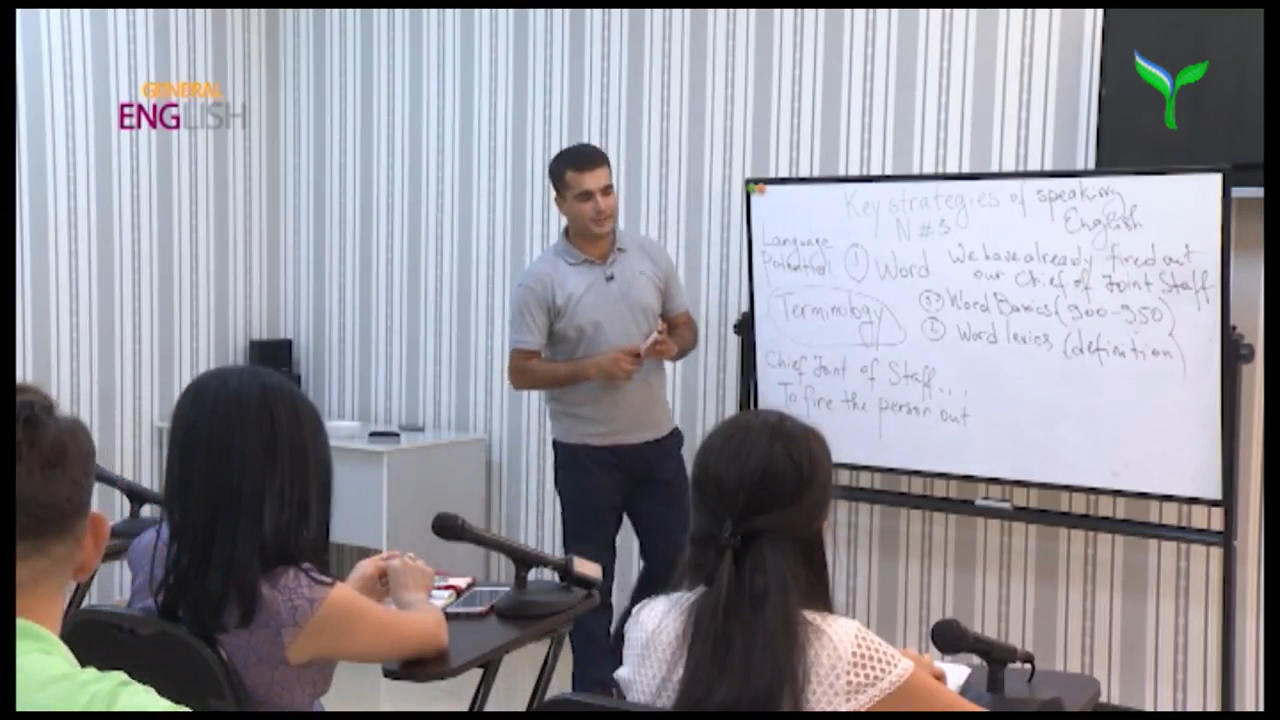 GENERAL
ENGLISH
Key strategies of speaking
English
N #3
Language
Potential
① Word
We have already fired out
our Chief of Joint Staff
Terminology
Word Basics (900-950)
② Word lexics (definition)
Chief Joint of Staff...
To fire the person out